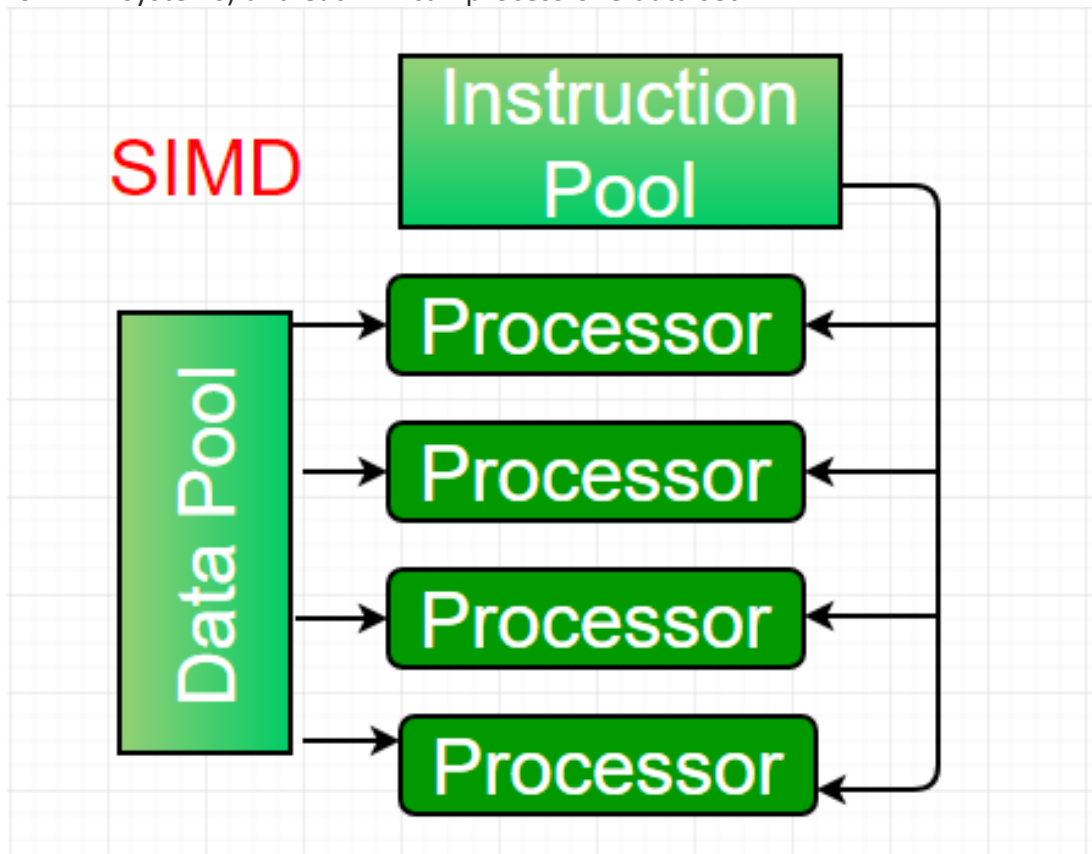 SIMD
Instruction
Pool
Data Pool
Processor
Processor
Processor
Processor